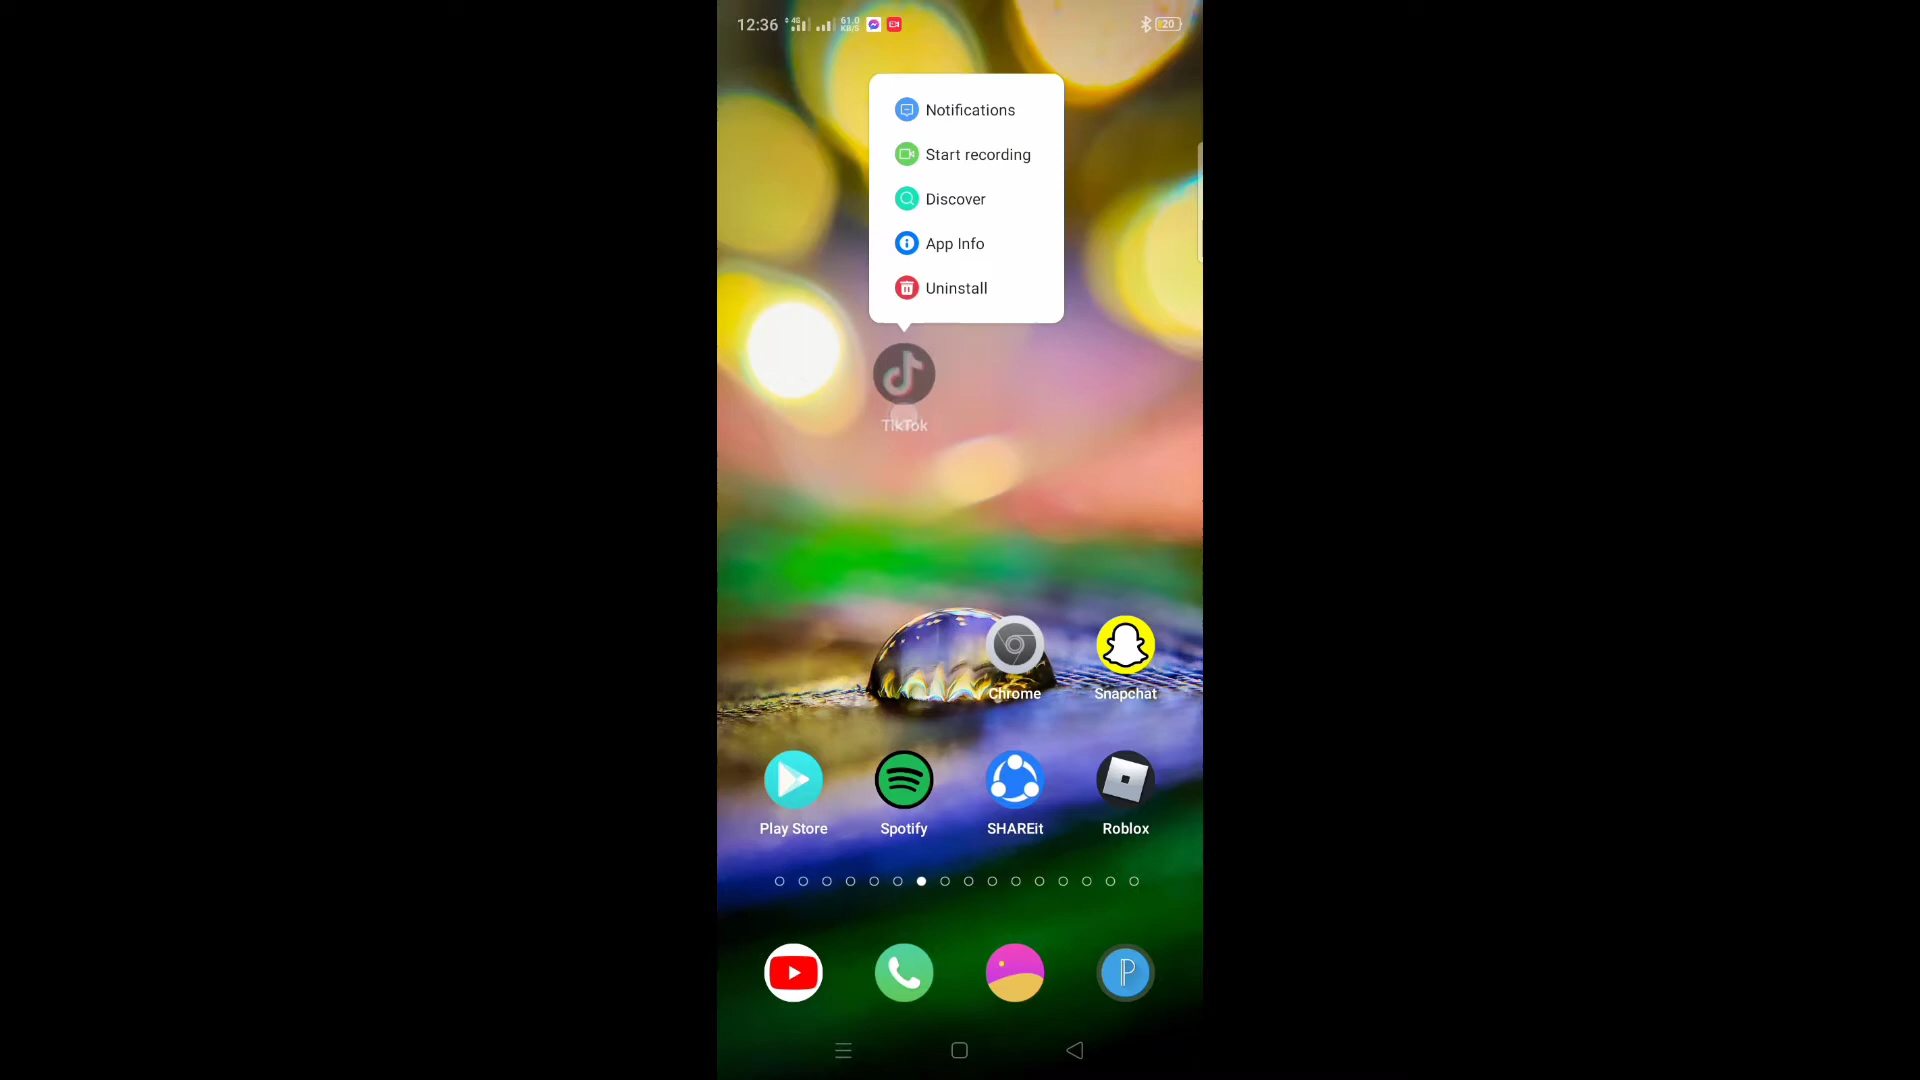 12:36 4G 61.0 KB/S 20
Notifications
Start recording
Discover
App Info
Uninstall
TikTok
Chrome Snapchat
Play Store Spotify SHAREit Roblox